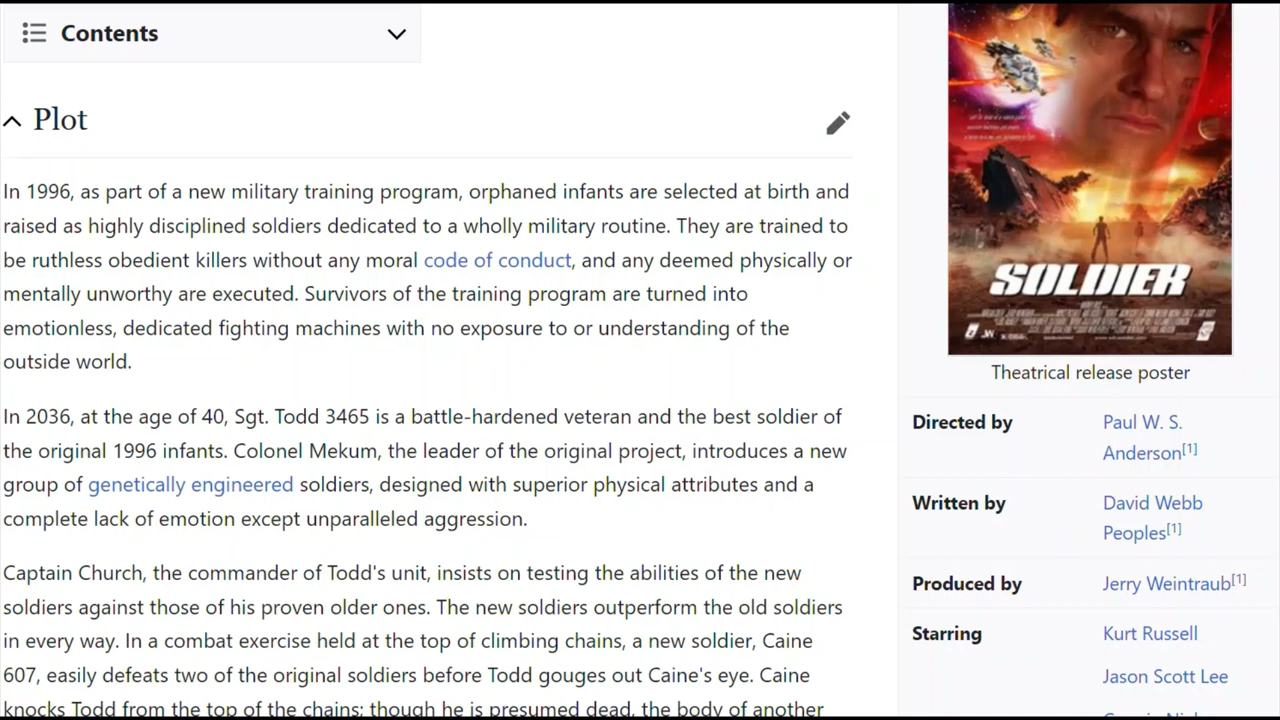 Contents
Plot
In 1996, as part of a new military training program, orphaned infants are selected at birth and
raised as highly disciplined soldiers dedicated to a wholly military routine. They are trained to
be ruthless obedient killers without any moral code of conduct, and any deemed physically or
mentally unworthy are executed. Survivors of the training program are turned into
emotionless, dedicated fighting machines with no exposure to or understanding of the
outside world.
In 2036, at the age of 40, Sgt. Todd 3465 is a battle-hardened veteran and the best soldier of
the original 1996 infants. Colonel Mekum, the leader of the original project, introduces a new
group of genetically engineered soldiers, designed with superior physical attributes and a
complete lack of emotion except unparalleled aggression.
Captain Church, the commander of Todd's unit, insists on testing the abilities of the new
soldiers against those of his proven older ones. The new soldiers outperform the old soldiers
in every way. In a combat exercise held at the top of climbing chains, a new soldier, Caine
607, easily defeats two of the original soldiers before Todd gouges out Caine's eye. Caine
knocks Todd from the top of the chains; though he is presumed dead, the body of another
SOLDIER
Theatrical release poster
Directed by Paul W. S.
Anderson[1]
Written by David Webb
Peoples[1]
Produced by Jerry Weintraub[1]
Starring Kurt Russell
Jason Scott Lee